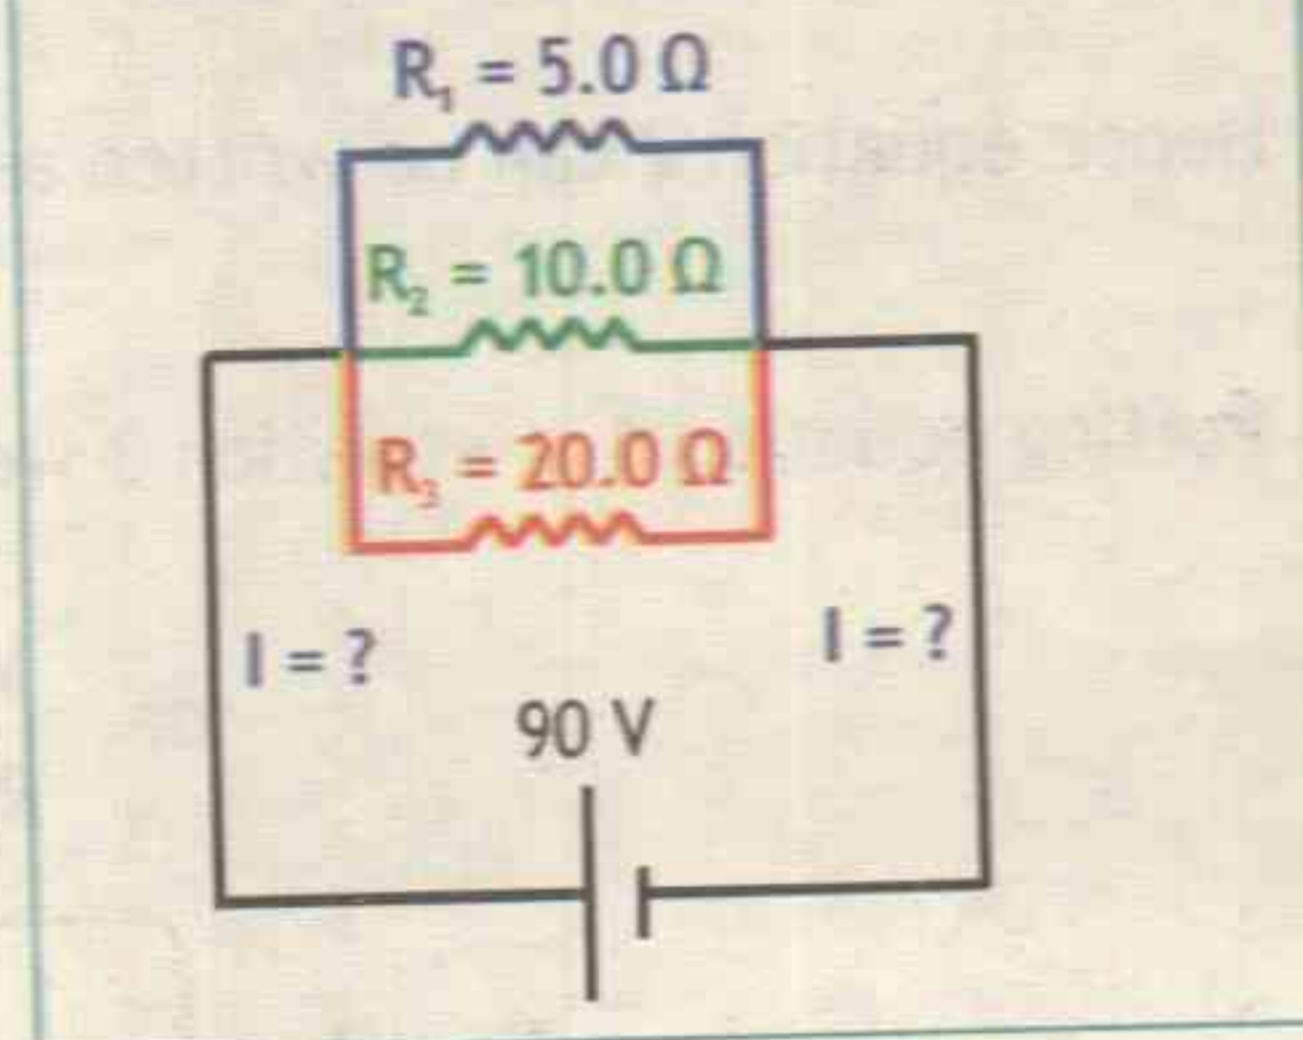 R₁ = 5.0 Ω
R₂ = 10.0 Ω
R₃ = 20.0 Ω
I = ?
I = ?
90 V